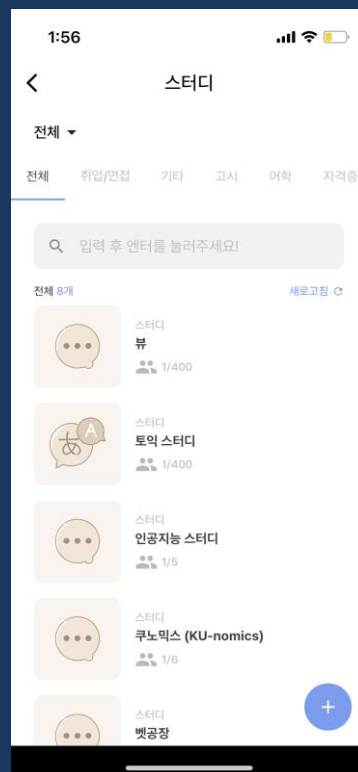 1:56
스터디
전체
전체 취업/면접 기타 고시 어학 자격증
입력 후 엔터를 눌러주세요!
전체 8개 새로고침
스터디
뷰
1/400
あ A
스터디
토익 스터디
1/400
스터디
인공지능 스터디
1/5
스터디
쿠노믹스 (KU-nomics)
1/6
스터디
벳공장